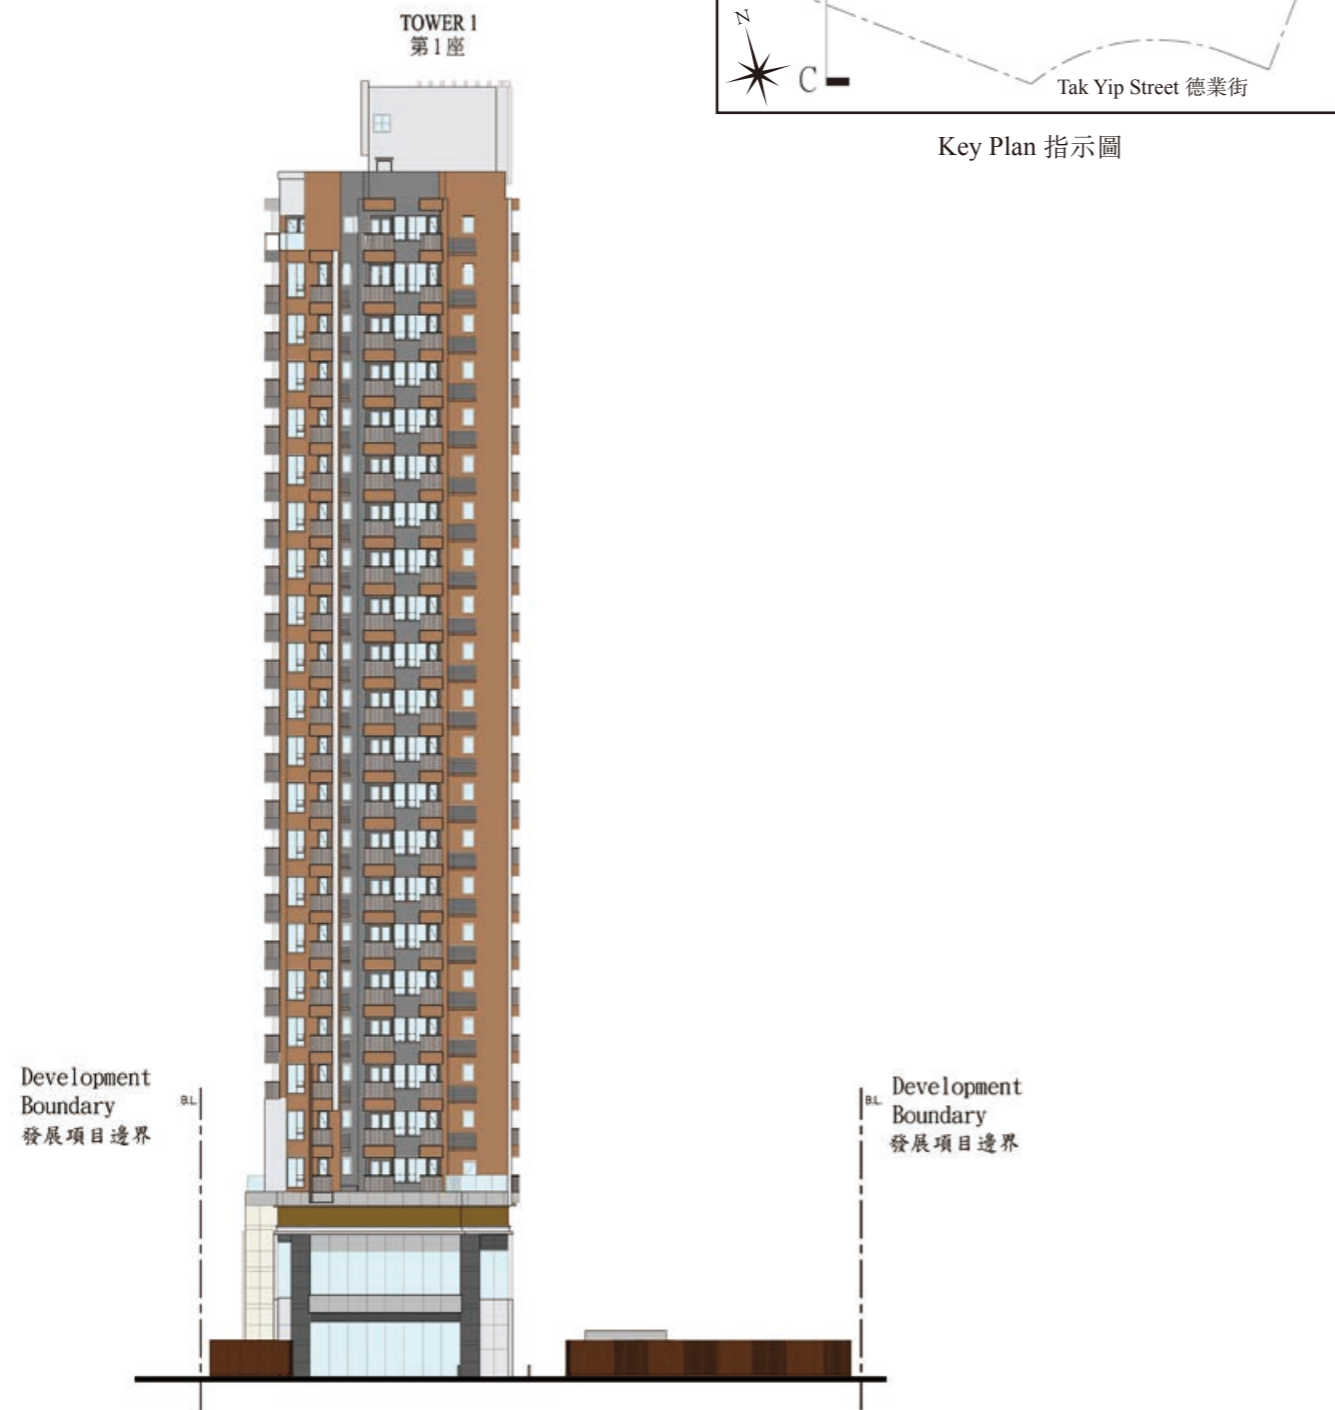 TOWER 1
第1座
N
C
Tak Yip Street 德業街
Key Plan 指示圖
Development
Boundary
發展項目邊界
B.L.
B.L.
Development
Boundary
發展項目邊界